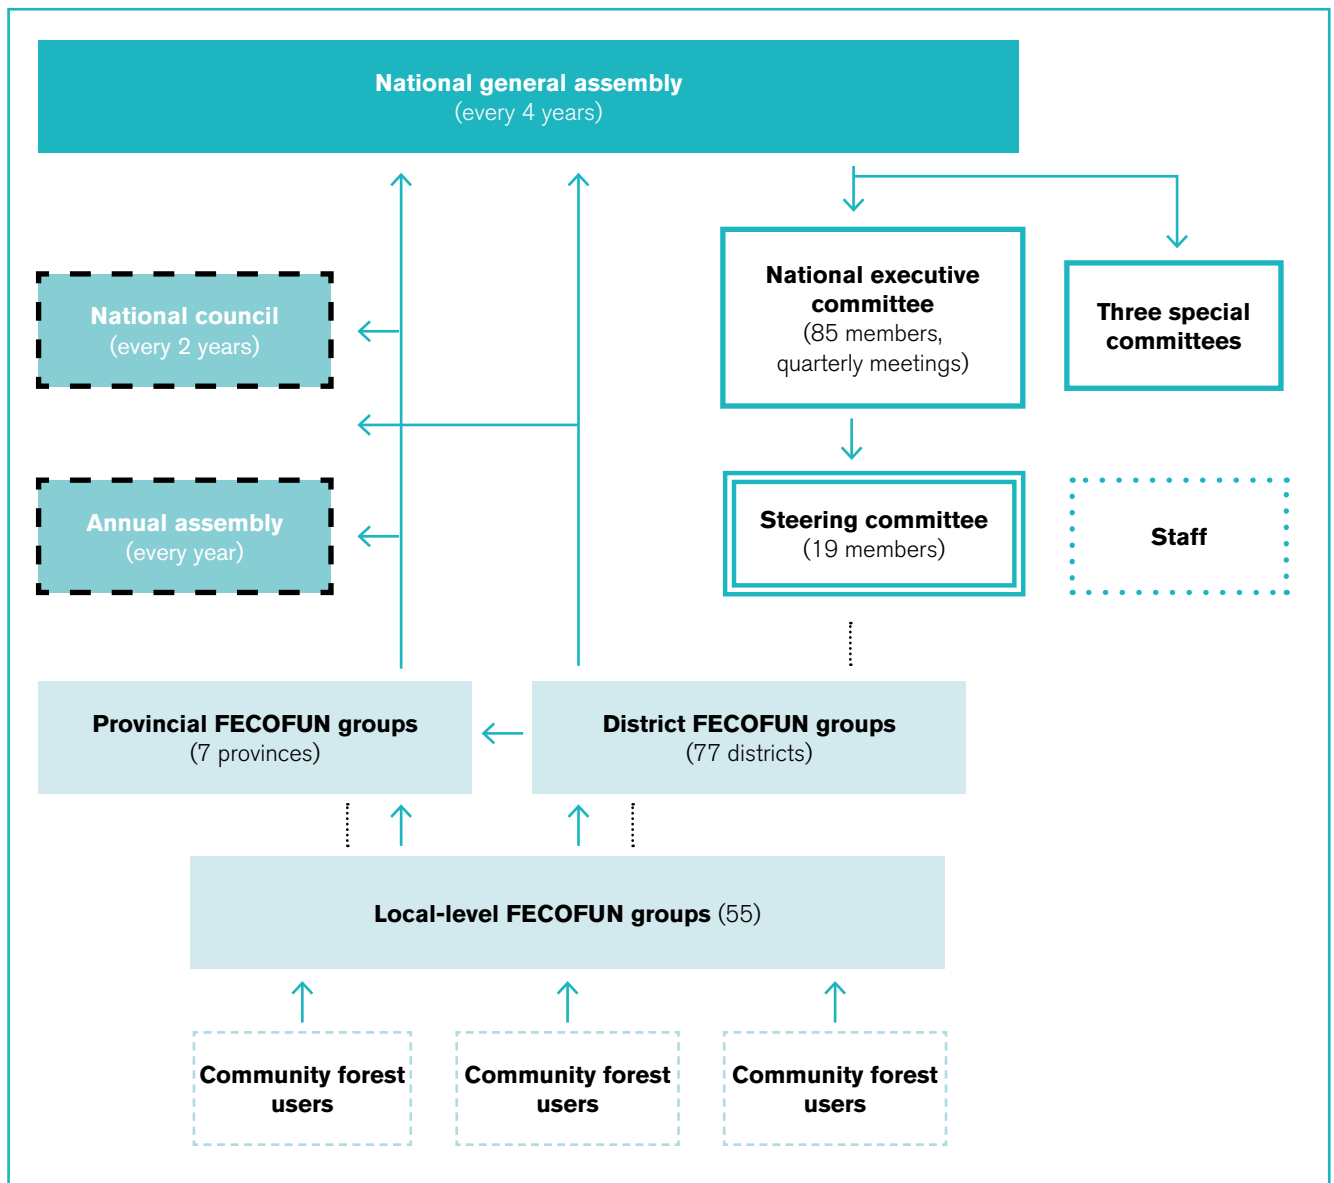 National general assembly
(every 4 years)
National council
(every 2 years)
National executive
committee
(85 members,
quarterly meetings)
Three special
committees
Annual assembly
(every year)
Steering committee
(19 members)
Staff
Provincial FECOFUN groups
(7 provinces)
District FECOFUN groups
(77 districts)
Local-level FECOFUN groups (55)
Community forest
users
Community forest
users
Community forest
users